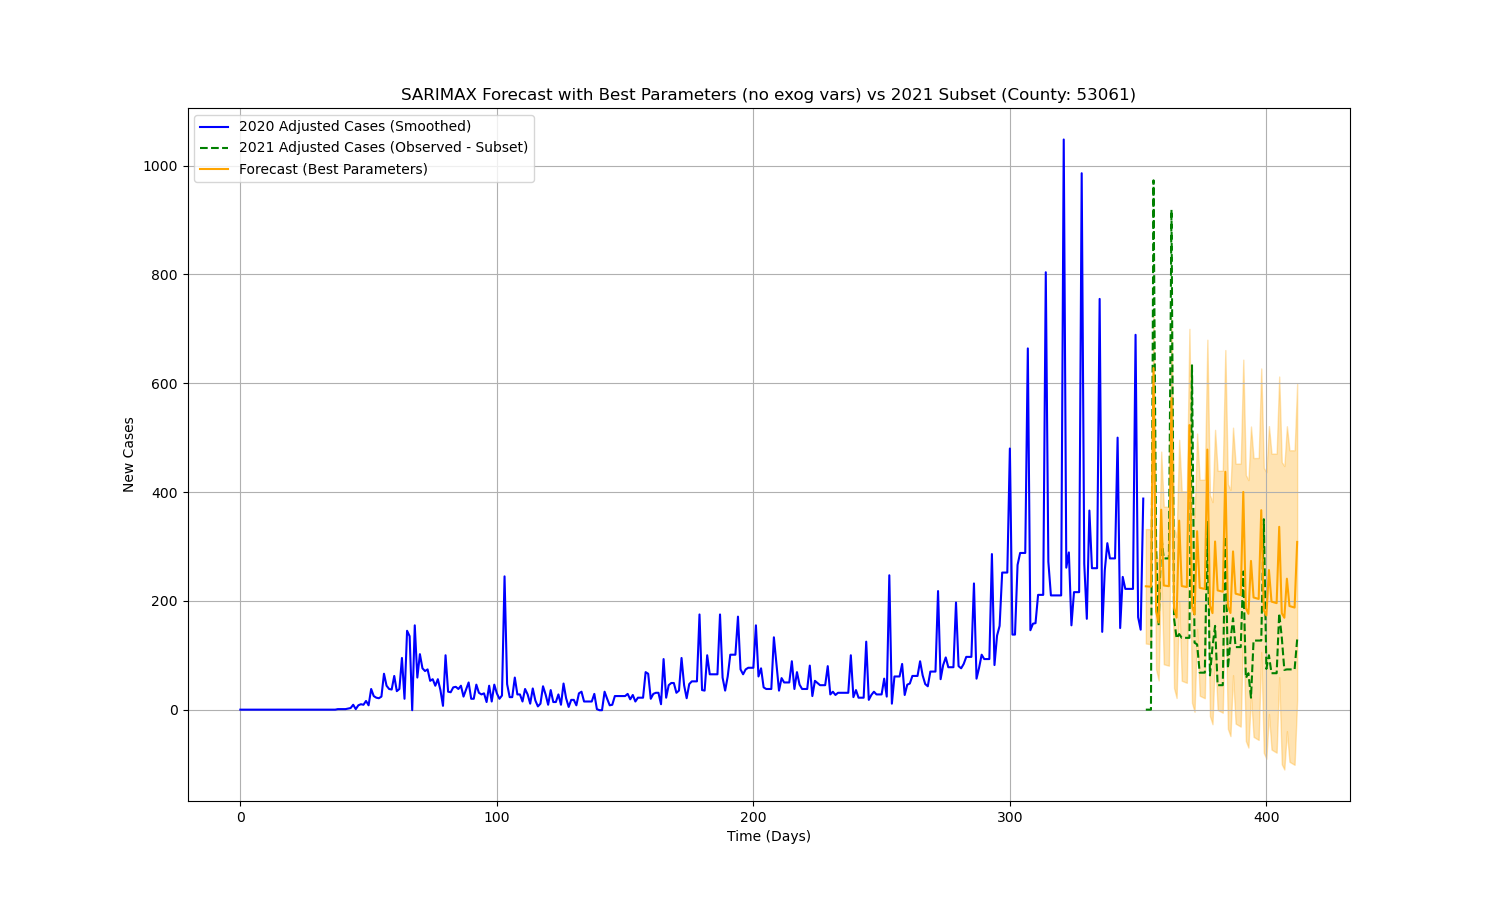 SARIMAX Forecast with Best Parameters (no exog vars) vs 2021 Subset (County: 53061)
2020 Adjusted Cases (Smoothed)
2021 Adjusted Cases (Observed - Subset)
Forecast (Best Parameters)
1000
800
600
400
200
0
New Cases
0
100
200
300
400
Time (Days)